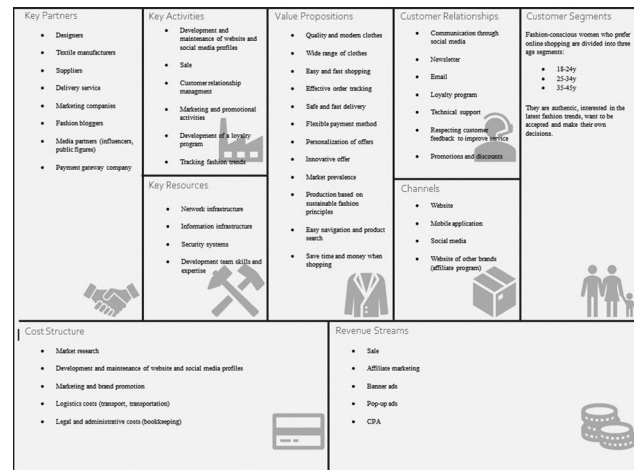 Key Partners
• Designers
• Textile manufacturers
• Suppliers
• Delivery service
• Marketing companies
• Fashion bloggers
• Media partners (influencers,
public figures)
• Payment gateway company
Key Activities
• Development and
maintenance of website and
social media profiles
• Sale
• Customer relationship
managment
• Marketing and promotional
activities
• Development of a loyalty
program
• Tracking fashion trends
Key Resources
• Network infrastructure
• Information infrastructure
• Security systems
• Development team skills and
expertise
Value Propositions
• Quality and modern clothes
• Wide range of clothes
• Easy and fast shopping
• Effective order tracking
• Safe and fast delivery
• Flexible payment method
• Personalization of offers
• Innovative offer
• Market prevalence
• Production based on
sustainable fashion
principles
• Easy navigation and product
search
• Save time and money when
shopping
Customer Relationships
• Communication through
social media
• Newsletter
• Email
• Loyalty program
• Technical support
• Respecting customer
feedback to improve service
• Promotions and discounts
Channels
• Website
• Mobile application
• Social media
• Website of other brands
(affiliate program)
Customer Segments
Fashion-conscious women who prefer
online shopping are divided into three
age segments:
• 18-24y
• 25-34y
• 35-45y
They are authentic, interested in the
latest fashion trends, want to be
accepted and make their own
decisions.
Cost Structure
• Market research
• Development and maintenance of website and social media profiles
• Marketing and brand promotion
• Logistics costs (transport, transportation)
• Legal and administrative costs (bookkeeping)
Revenue Streams
• Sale
• Affiliate marketing
• Banner ads
• Pop-up ads
• CPA